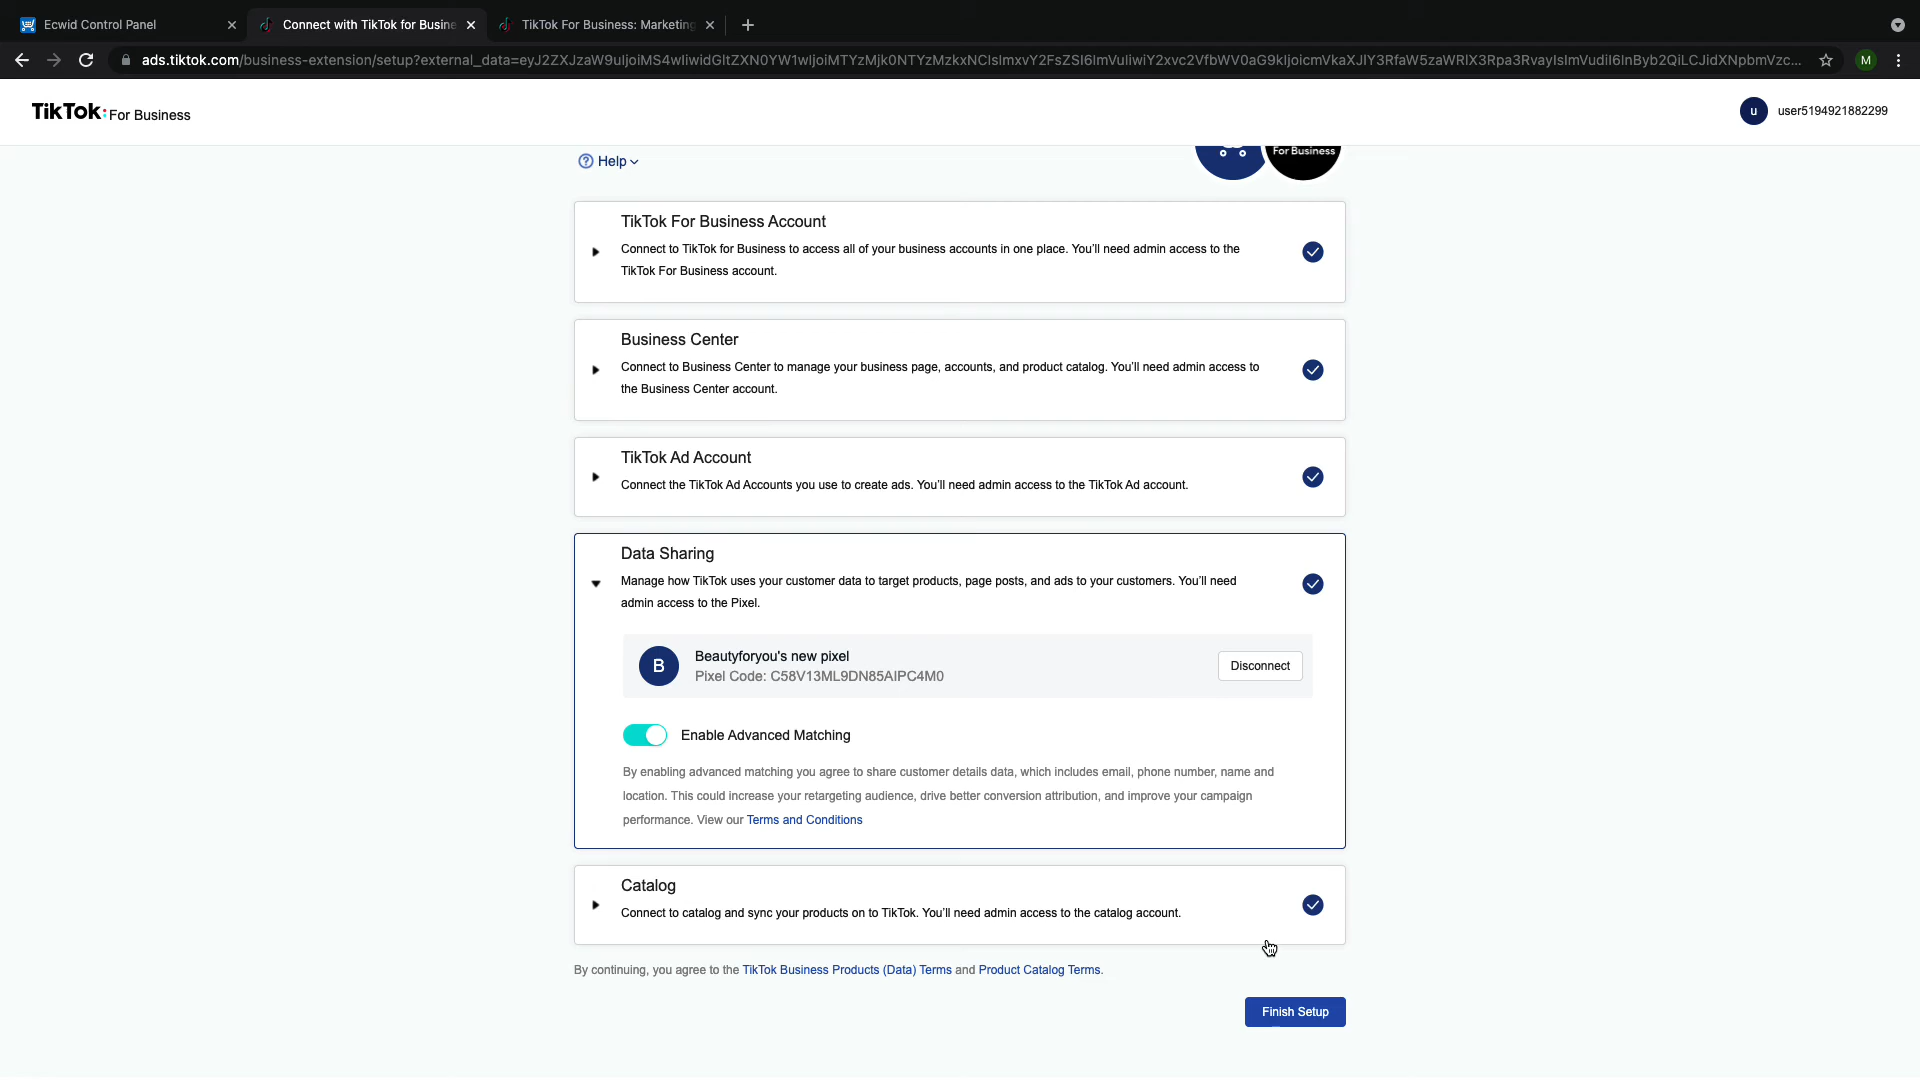 Ecwid Control Panel
Connect with TikTok for Busine
TikTok For Business: Marketing
ads.tiktok.com/business-extension/setup?external_data=
M
TikTok: For Business
u
user5194921882299
Help
For Business
TikTok For Business Account
Connect to TikTok for Business to access all of your business accounts in one place. You'll need admin access to the
TikTok For Business account.
Business Center
Connect to Business Center to manage your business page, accounts, and product catalog. You'll need admin access to
the Business Center account.
TikTok Ad Account
Connect the TikTok Ad Accounts you use to create ads. You'll need admin access to the TikTok Ad account.
Data Sharing
Manage how TikTok uses your customer data to target products, page posts, and ads to your customers. You'll need
admin access to the Pixel.
B
Beautyforyou's new pixel
Disconnect
Pixel Code: C58V13ML9DN85AIPC4M0
Enable Advanced Matching
By enabling advanced matching you agree to share customer details data, which includes email, phone number, name and
location. This could increase your retargeting audience, drive better conversion attribution, and improve your campaign
performance. View our Terms and Conditions
Catalog
Connect to catalog and sync your products on to TikTok. You'll need admin access to the catalog account.
By continuing, you agree to the TikTok Business Products (Data) Terms and Product Catalog Terms.
Finish Setup